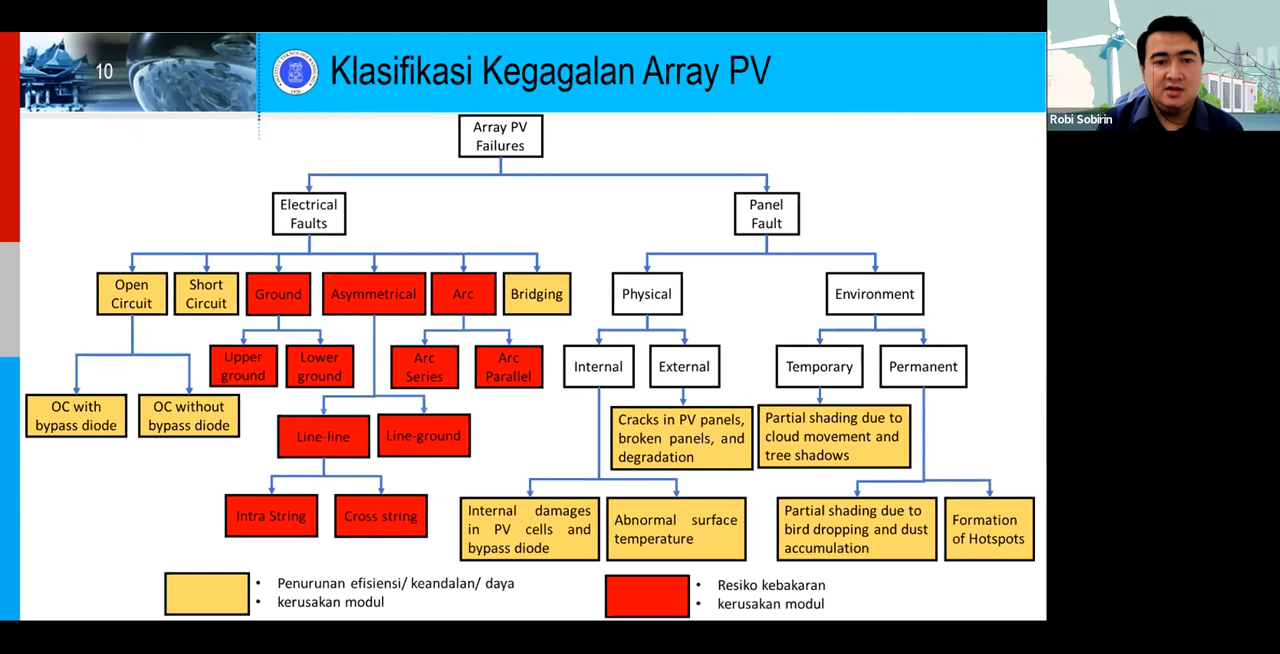 10
Klasifikasi Kegagalan Array PV
Robi Sobirin
Array PV
Failures
Electrical
Faults
Panel
Fault
Open
Circuit
Short
Circuit
Ground
Asymmetrical
Arc
Bridging
Physical
Environment
Upper
ground
Lower
ground
Arc
Series
Arc
Parallel
Internal
External
Temporary
Permanent
OC with
bypass diode
OC without
bypass diode
Line-line
Line-ground
Cracks in PV panels,
broken panels, and
degradation
Partial shading due to
cloud movement and
tree shadows
Intra String
Cross string
Internal damages
in PV cells and
bypass diode
Abnormal surface
temperature
Partial shading due to
bird dropping and dust
accumulation
Formation
of Hotspots
• Penurunan efisiensi/ keandalan/ daya
• kerusakan modul
• Resiko kebakaran
• kerusakan modul